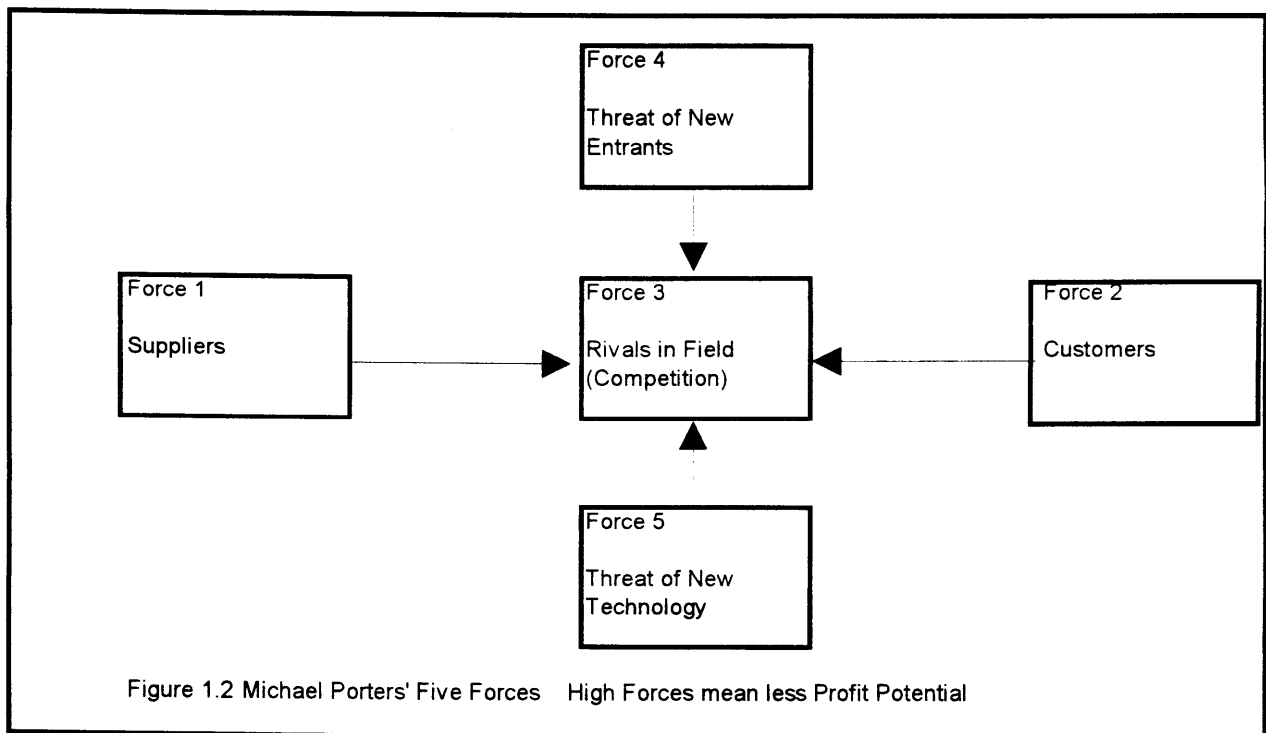 Force 4
Threat of New
Entrants
Force 1
Suppliers
Force 3
Rivals in Field
(Competition)
Force 2
Customers
Force 5
Threat of New
Technology
Figure 1.2 Michael Porters' Five Forces High Forces mean less Profit Potential